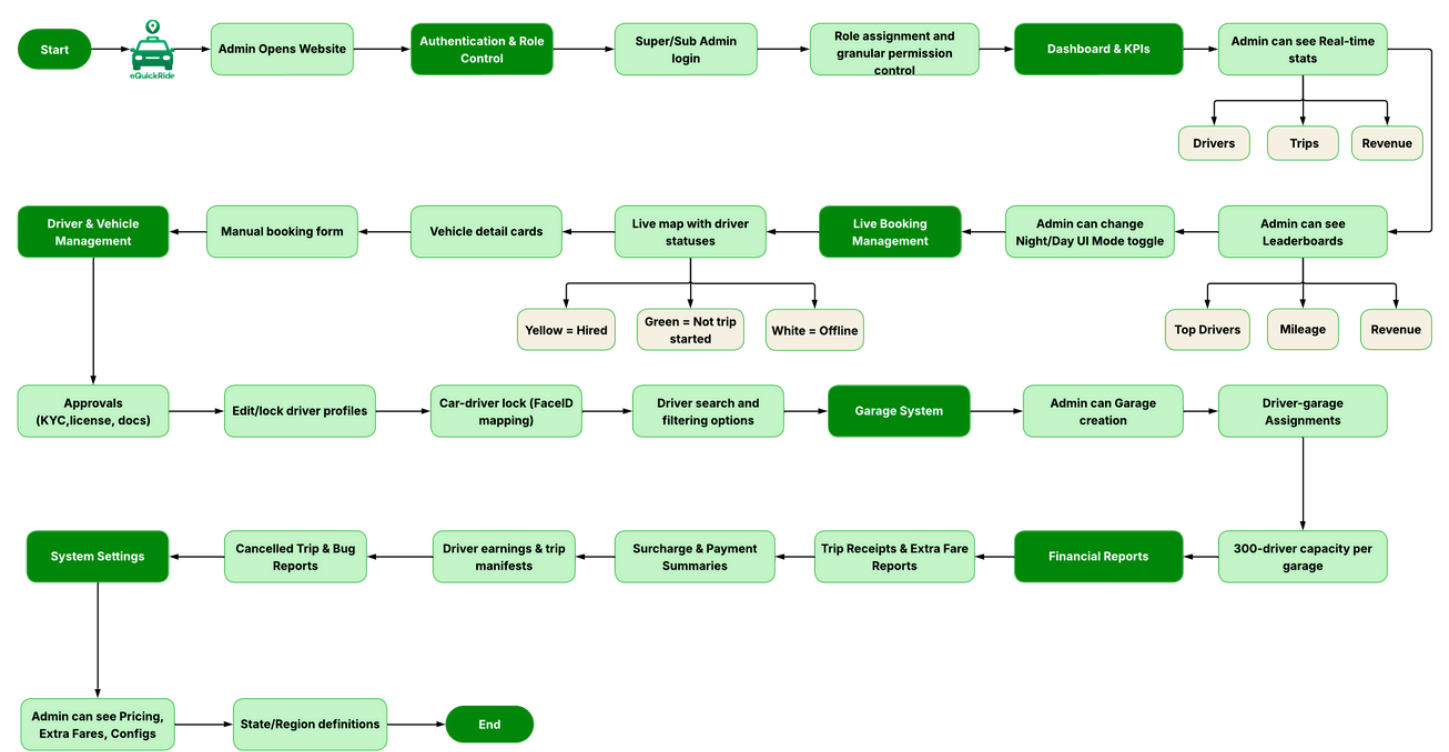 Start
eQuickRide
Admin Opens Website
Authentication & Role
Control
Super/Sub Admin
login
Role assignment and
granular permission
control
Dashboard & KPIs
Admin can see Real-time
stats
Drivers
Trips
Revenue
Driver & Vehicle
Management
Manual booking form
Vehicle detail cards
Live map with driver
statuses
Live Booking
Management
Admin can change
Night/Day UI Mode toggle
Admin can see
Leaderboards
Yellow = Hired
Green = Not trip
started
White = Offline
Top Drivers
Mileage
Revenue
Approvals
(KYC,license, docs)
Edit/lock driver profiles
Car-driver lock (FaceID
mapping)
Driver search and
filtering options
Garage System
Admin can Garage
creation
Driver-garage
Assignments
System Settings
Cancelled Trip & Bug
Reports
Driver earnings & trip
manifests
Surcharge & Payment
Summaries
Trip Receipts & Extra Fare
Reports
Financial Reports
300-driver capacity per
garage
Admin can see Pricing,
Extra Fares, Configs
State/Region definitions
End